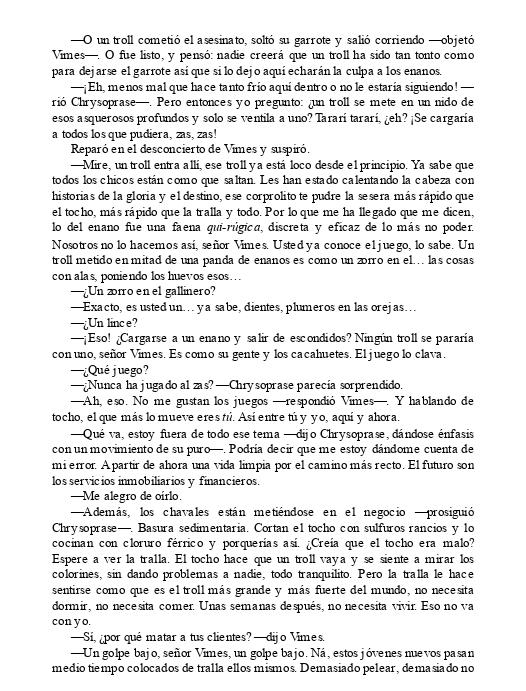 —O un troll cometió el asesinato, soltó su garrote y salió corriendo —objetó
Vimes—. O fue listo, y pensó: nadie creerá que un troll ha sido tan tonto como
para dejarse el garrote así que si lo dejo aquí echarán la culpa a los enanos.
—¡Eh, menos mal que hace tanto frío aquí dentro o no le estaría siguiendo! —
rió Chrysoprase—. Pero entonces yo pregunto: ¿un troll se mete en un nido de
esos asquerosos profundos y solo se ventila a uno? Tararí tararí, ¿eh? ¡Se cargaría
a todos los que pudiera, zas, zas!
Reparó en el desconcierto de Vimes y suspiró.
—Mire, un troll entra allí, ese troll ya está loco desde el principio. Ya sabe que
todos los chicos están como que saltan. Les han estado calentando la cabeza con
historias de la gloria y el destino, ese corprolito te pudre la sesera más rápido que
el tocho, más rápido que la tralla y todo. Por lo que me ha llegado que me dicen,
lo del enano fue una faena qui-rúgica, discreta y eficaz de lo más no poder.
Nosotros no lo hacemos así, señor Vimes. Usted ya conoce el juego, lo sabe. Un
troll metido en mitad de una panda de enanos es como un zorro en el… las cosas
con alas, poniendo los huevos esos…
—¿Un zorro en el gallinero?
—Exacto, es usted un… ya sabe, dientes, plumeros en las orejas…
—¿Un lince?
—¡Eso! ¿Cargarse a un enano y salir de escondidos? Ningún troll se pararía
con uno, señor Vimes. Es como su gente y los cacahuetes. El juego lo clava.
—¿Qué juego?
—¿Nunca ha jugado al zas? —Chrysoprase parecía sorprendido.
—Ah, eso. No me gustan los juegos —respondió Vimes—. Y hablando de
tocho, el que más lo mueve eres tú. Así entre tú y yo, aquí y ahora.
—Qué va, estoy fuera de todo ese tema —dijo Chrysoprase, dándose énfasis
con un movimiento de su puro—. Podría decir que me estoy dándome cuenta de
mi error. A partir de ahora una vida limpia por el camino más recto. El futuro son
los servicios inmobiliarios y financieros.
—Me alegro de oírlo.
—Además, los chavales están metiéndose en el negocio —prosiguió
Chrysoprase—. Basura sedimentaria. Cortan el tocho con sulfuros rancios y lo
cocinan con cloruro férrico y porquerías así. ¿Creía que el tocho era malo?
Espere a ver la tralla. El tocho hace que un troll vaya y se siente a mirar los
colorines, sin dando problemas a nadie, todo tranquilito. Pero la tralla le hace
sentirse como que es el troll más grande y más fuerte del mundo, no necesita
dormir, no necesita comer. Unas semanas después, no necesita vivir. Eso no va
con yo.
—Sí, ¿por qué matar a tus clientes? —dijo Vimes.
—Un golpe bajo, señor Vimes, un golpe bajo. Ná, estos jóvenes nuevos pasan
medio tiempo colocados de tralla ellos mismos. Demasiado pelear, demasiado no